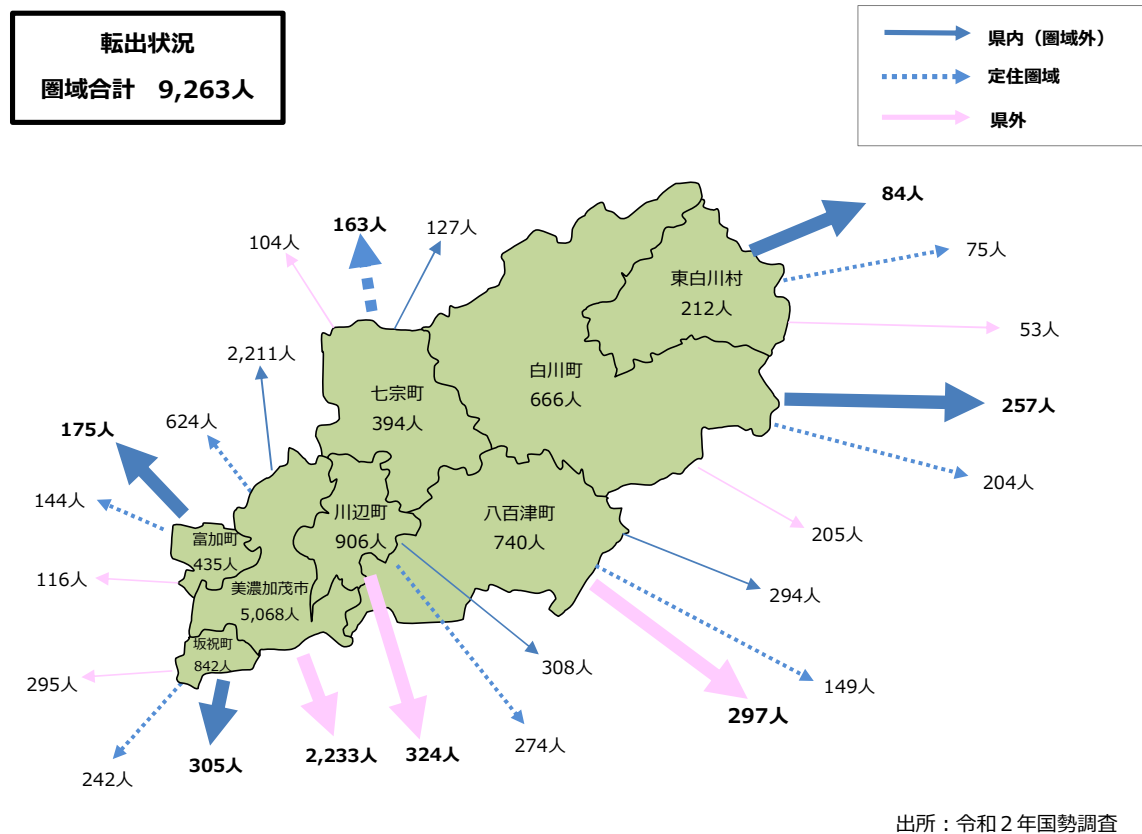 転出状況
圏域合計 9,263人
県内（圏域外）
定住圏域
県外
84人
163人
127人
104人
75人
東白川村
212人
53人
2,211人
白川町
666人
七宗町
394人
257人
175人
624人
204人
144人
川辺町
906人
八百津町
740人
205人
富加町
435人
116人
美濃加茂市
5,068人
294人
坂祝町
842人
308人
295人
149人
297人
274人
2,233人
324人
305人
242人
出所：令和２年国勢調査